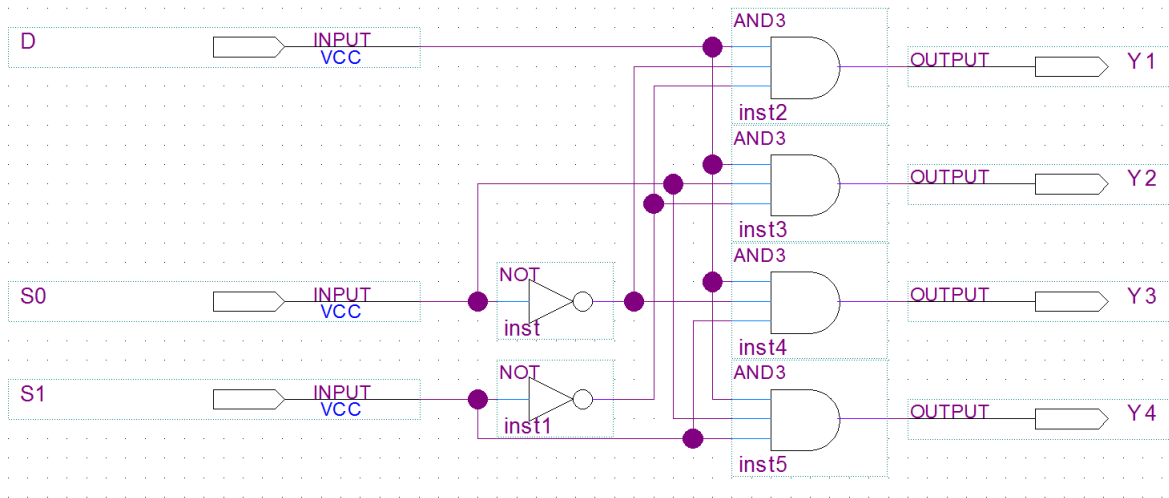 AND3
D INPUT OUTPUT Y1
VCC
inst2
AND3
OUTPUT Y2
inst3
AND3
NOT
S0 INPUT OUTPUT Y3
VCC
inst
inst4
NOT AND3
S1 INPUT
VCC
OUTPUT Y4
inst1
inst5